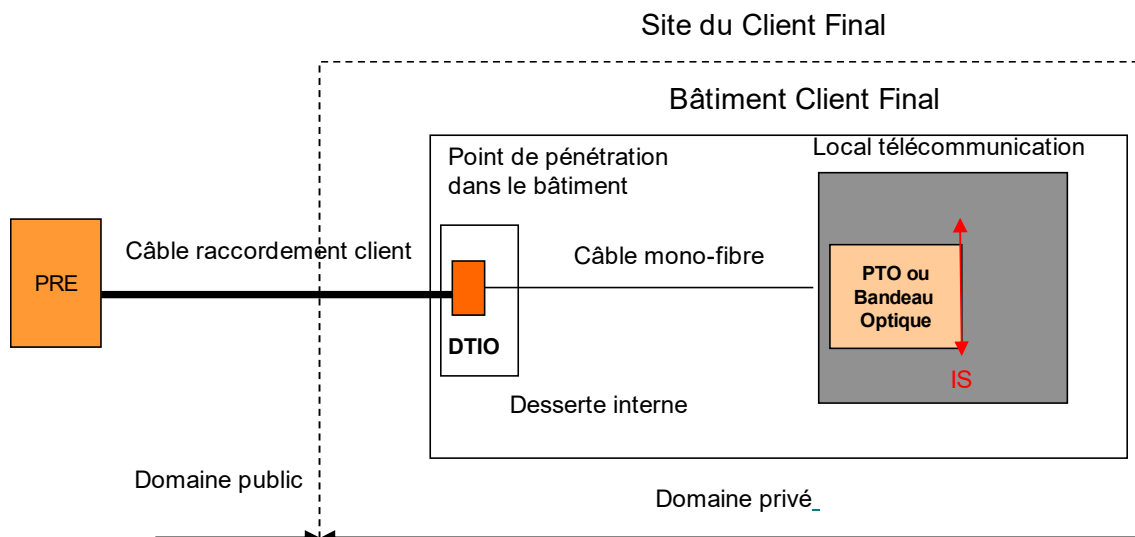 Site du Client Final
Bâtiment Client Final
Point de pénétration
dans le bâtiment
Local télécommunication
Câble raccordement client
Câble mono-fibre
PRE
PTO ou
Bandeau
Optique
DTIO
IS
Desserte interne
Domaine public
Domaine privé